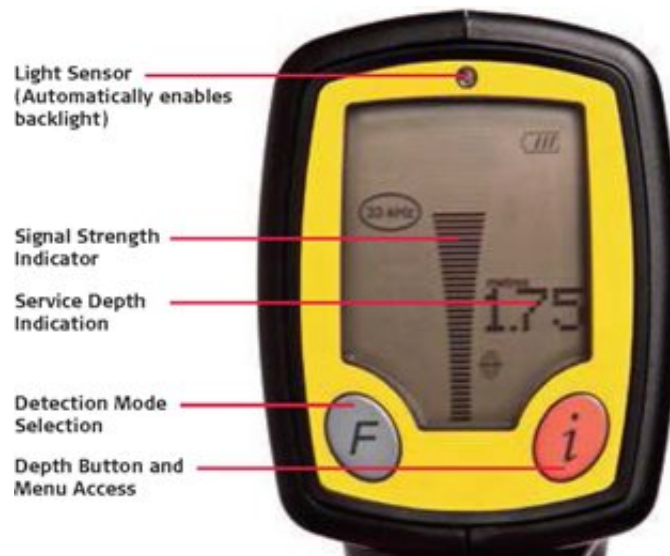 Light Sensor
(Automatically enables
backlight)
33 kHz
Signal Strength
Indicator
metres
1.75
Service Depth
Indication
Detection Mode
Selection
F
i
Depth Button and
Menu Access